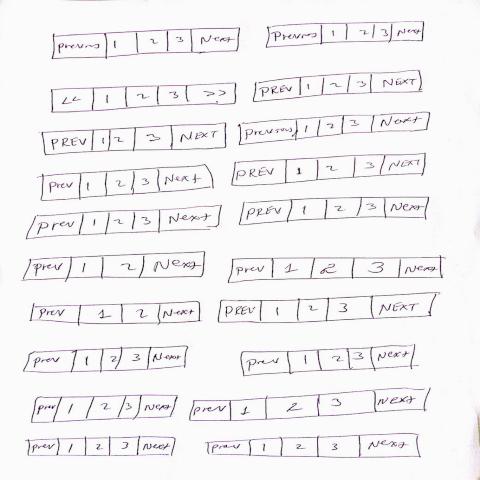 Previous 1 2 3 Next Previous 1 2 3 Next
<< 1 2 3 >> PREV 1 2 3 NEXT
PREV 1 2 3 NEXT Previous 1 2 3 Next
Prev 1 2 3 Next PREV 1 2 3 NEXT
Prev 1 2 3 Next PREV 1 2 3 Next
Prev 1 2 Next Prev 1 2 3 Next
Prev 1 2 Next PREV 1 2 3 NEXT
Prev 1 2 3 Next Prev 1 2 3 Next
Prev 1 2 3 Next Prev 1 2 3 Next
Prev 1 2 3 Next Prev 1 2 3 Next